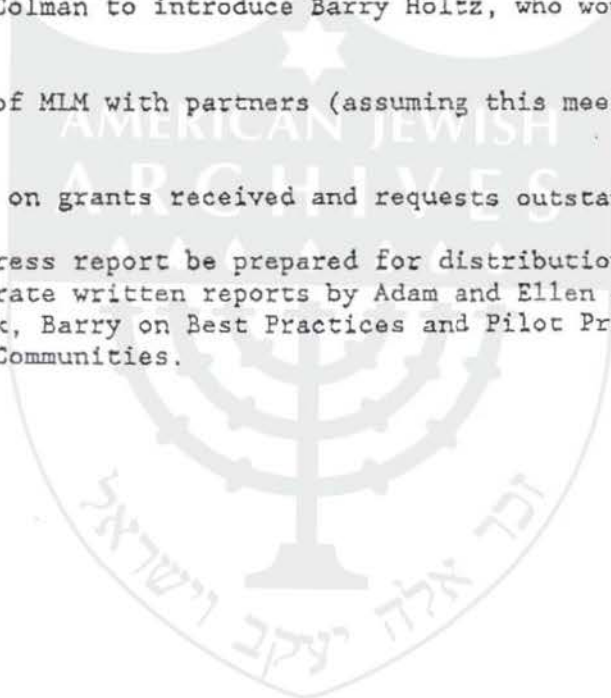 Colman to introduce Barry Holtz, who wo
of MLM with partners (assuming this mee
AMERICAN JEWISH
on grants received and requests outsta
ARCHIVES
ress report be prepared for distributio
rate written reports by Adam and Ellen
k, Barry on Best Practices and Pilot Pr
Communities.
זכר אלה יעקב וישראל